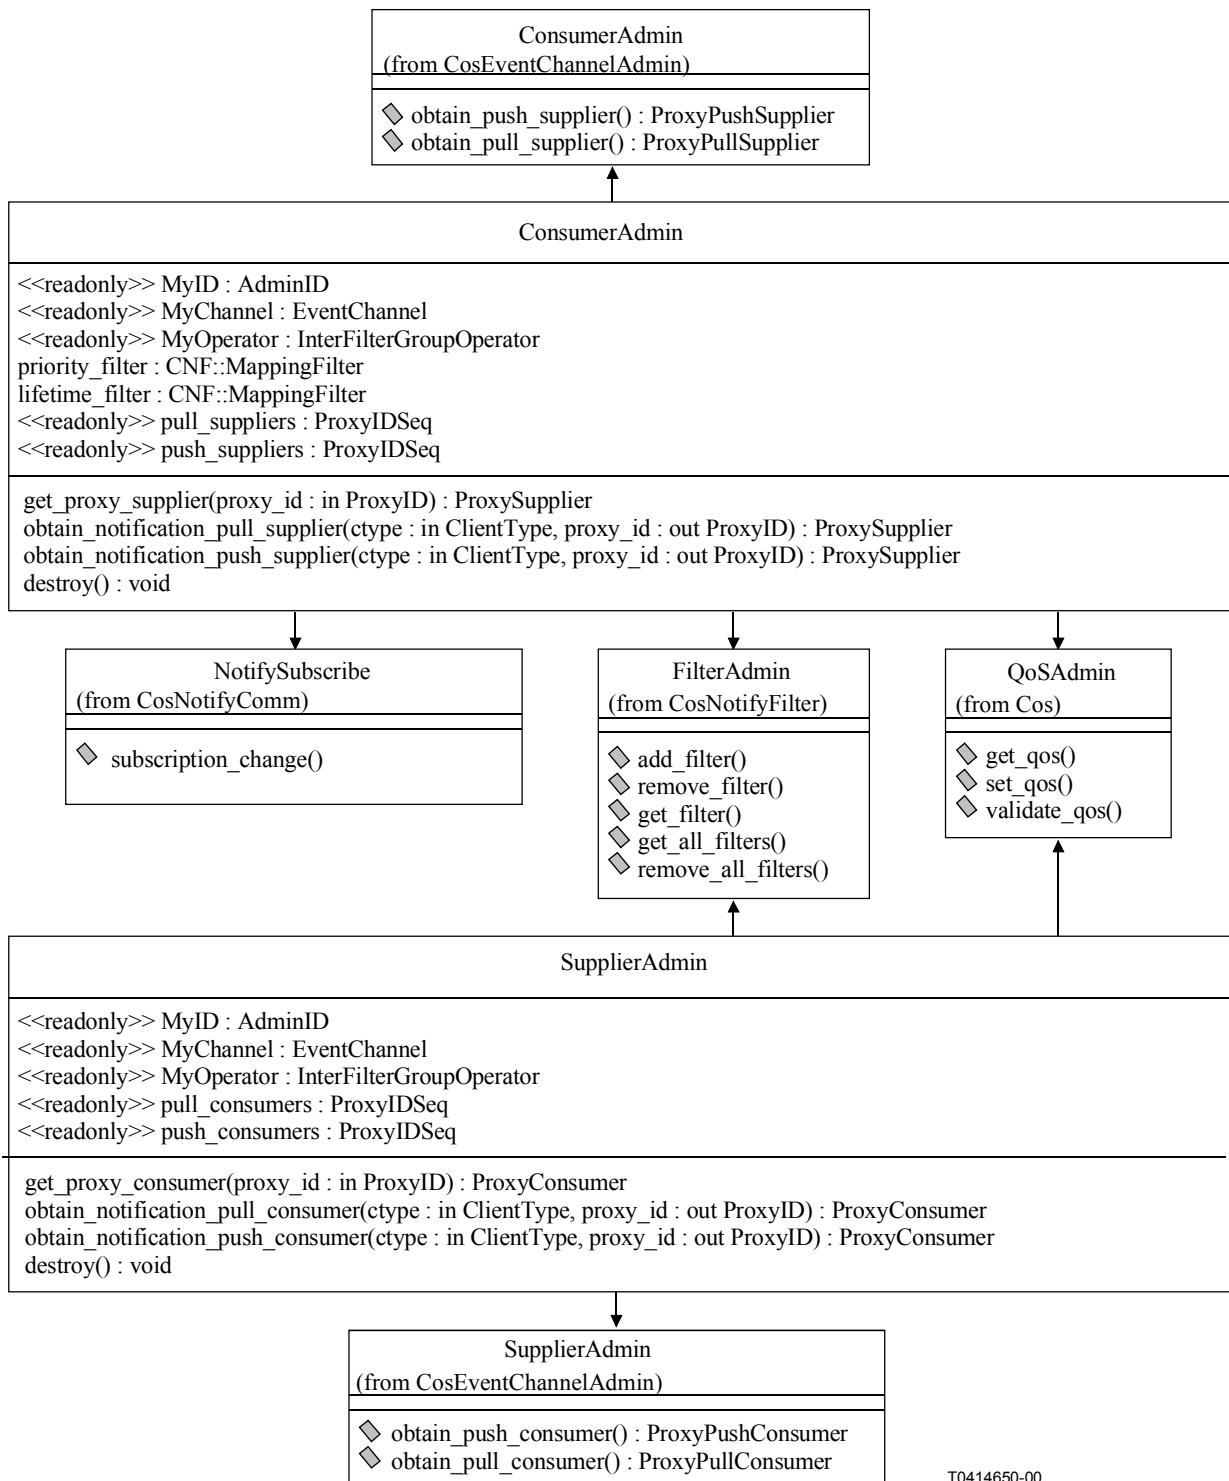 ConsumerAdmin
(from CosEventChannelAdmin)
obtain_push_supplier() : ProxyPushSupplier
obtain_pull_supplier() : ProxyPullSupplier
ConsumerAdmin
<<readonly>> MyID : AdminID
<<readonly>> MyChannel : EventChannel
<<readonly>> MyOperator : InterFilterGroupOperator
priority_filter : CNF::MappingFilter
lifetime_filter : CNF::MappingFilter
<<readonly>> pull_suppliers : ProxyIDSeq
<<readonly>> push_suppliers : ProxyIDSeq
get_proxy_supplier(proxy_id : in ProxyID) : ProxySupplier
obtain_notification_pull_supplier(ctype : in ClientType, proxy_id : out ProxyID) : ProxySupplier
obtain_notification_push_supplier(ctype : in ClientType, proxy_id : out ProxyID) : ProxySupplier
destroy() : void
NotifySubscribe
(from CosNotifyComm)
subscription_change()
FilterAdmin
(from CosNotifyFilter)
add_filter()
remove_filter()
get_filter()
get_all_filters()
remove_all_filters()
QoSAdmin
(from Cos)
get_qos()
set_qos()
validate_qos()
SupplierAdmin
<<readonly>> MyID : AdminID
<<readonly>> MyChannel : EventChannel
<<readonly>> MyOperator : InterFilterGroupOperator
<<readonly>> pull_consumers : ProxyIDSeq
<<readonly>> push_consumers : ProxyIDSeq
get_proxy_consumer(proxy_id : in ProxyID) : ProxyConsumer
obtain_notification_pull_consumer(ctype : in ClientType, proxy_id : out ProxyID) : ProxyConsumer
obtain_notification_push_consumer(ctype : in ClientType, proxy_id : out ProxyID) : ProxyConsumer
destroy() : void
SupplierAdmin
(from CosEventChannelAdmin)
obtain_push_consumer() : ProxyPushConsumer
obtain_pull_consumer() : ProxyPullConsumer
T0414650-00